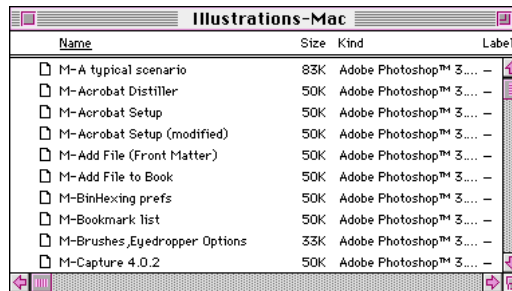 Illustrations-Mac
Name Size Kind Label
M-A typical scenario 83K Adobe Photoshop™ 3.... –
M-Acrobat Distiller 50K Adobe Photoshop™ 3.... –
M-Acrobat Setup 50K Adobe Photoshop™ 3.... –
M-Acrobat Setup (modified) 50K Adobe Photoshop™ 3.... –
M-Add File (Front Matter) 50K Adobe Photoshop™ 3.... –
M-Add File to Book 50K Adobe Photoshop™ 3.... –
M-BinHexing prefs 50K Adobe Photoshop™ 3.... –
M-Bookmark list 50K Adobe Photoshop™ 3.... –
M-Brushes,Eyedropper Options 33K Adobe Photoshop™ 3.... –
M-Capture 4.0.2 50K Adobe Photoshop™ 3.... –